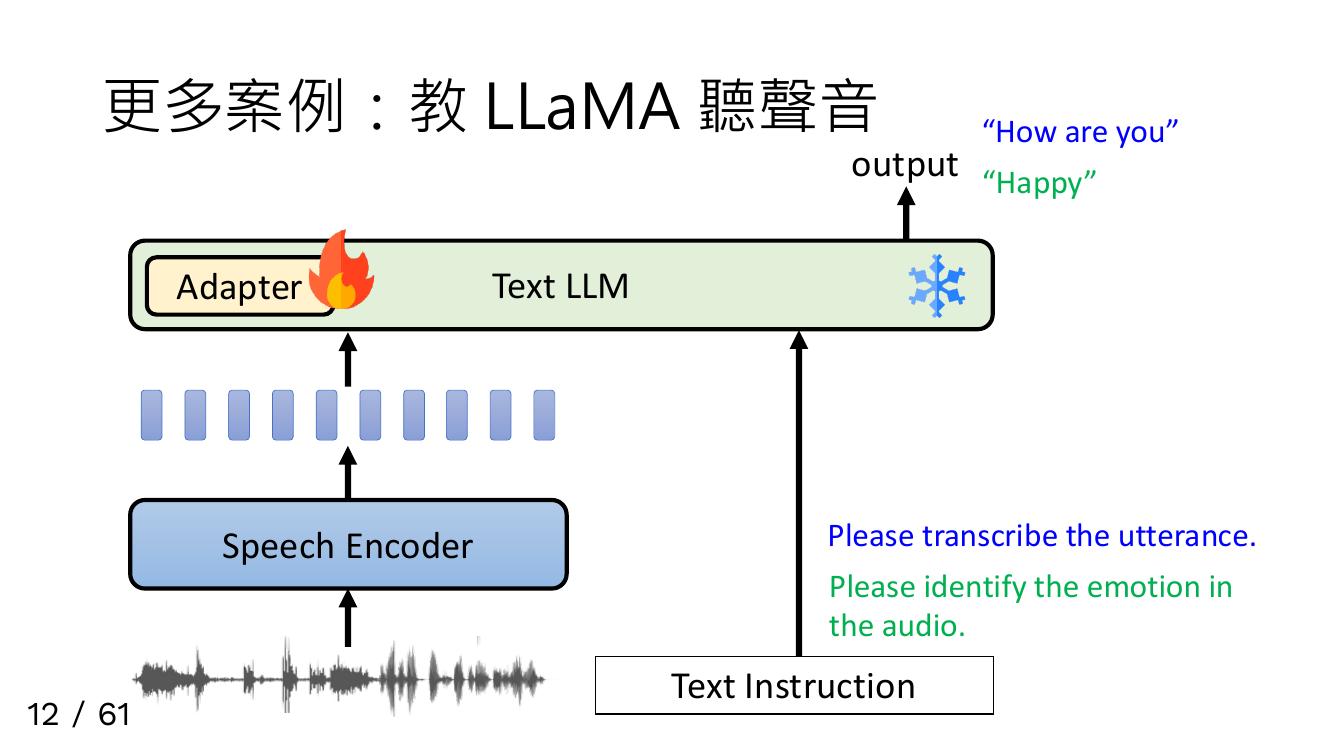 更多案例：教 LLaMA 聽聲音
“How are you”
output
“Happy”
Adapter
Text LLM
Speech Encoder
Please transcribe the utterance.
Please identify the emotion in
the audio.
Text Instruction
12 / 61